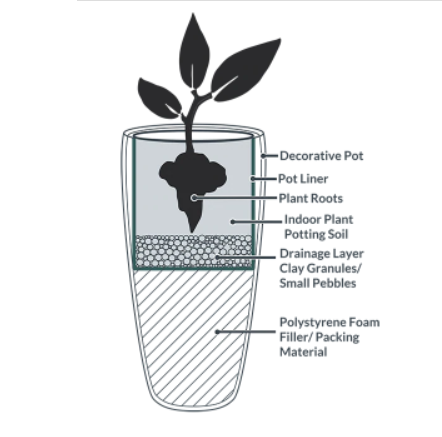 Decorative Pot
Pot Liner
Plant Roots
Indoor Plant
Potting Soil
Drainage Layer
Clay Granules/
Small Pebbles
Polystyrene Foam
Filler/ Packing
Material